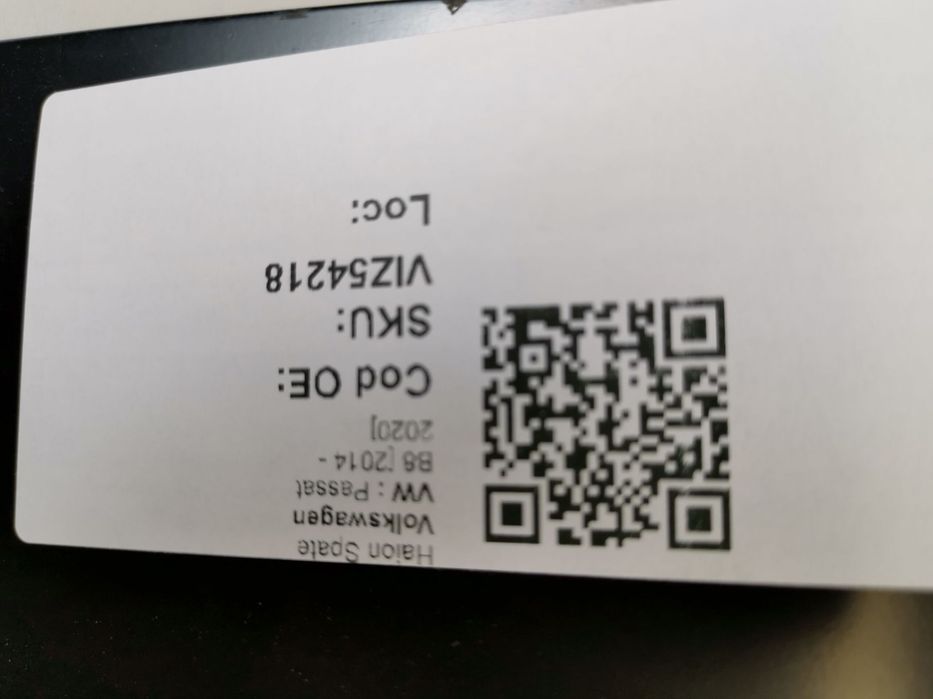 Haion Spate
Volkswagen
VW : Passat
B8 [2014 -
2020]
Cod OE:
SKU:
VIZ54218
Loc: